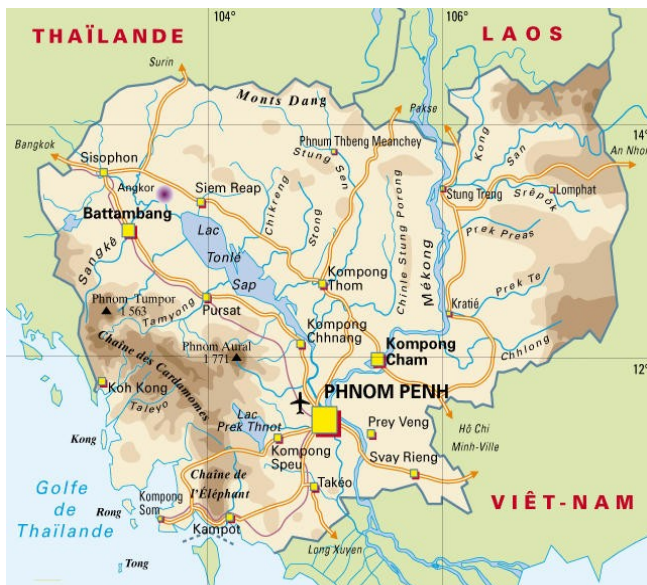 104°
106°
THAÏLANDE
LAOS
Surin
Monts Dang
Pakse
Kong
San
14°
Bangkok
Phnum Thbeng Meanchey
An Nhon
Sisophon
Stung Sen
Angkor
Siem Reap
Stung Treng
Srêpôk
Lomphat
Chikreng
Stong
Chinle Stung Porong
Battambang
Lac
Tonlé
Sap
Prek Preas
Sangkê
Mékong
Kompong
Thom
Prek Te
Phnom Tumpor
1 563
Tamyong
Pursat
Kratié
Kompong
Chhnang
Phnom Aural
1 771
Kompong
Cham
Chhlong
12°
Chaîne des Cardamomes
Koh Kong
Taleyo
PHNOM PENH
Lac
Prek Thnot
Prey Veng
Hô Chi
Minh-Ville
Kong
Kompong
Speu
Svay Rieng
Golfe
de
Thaïlande
Chaîne de
l'Éléphant
Takéo
VIÊT-NAM
Kompong
Som
Rong
Kampot
Long Xuyen
Tong